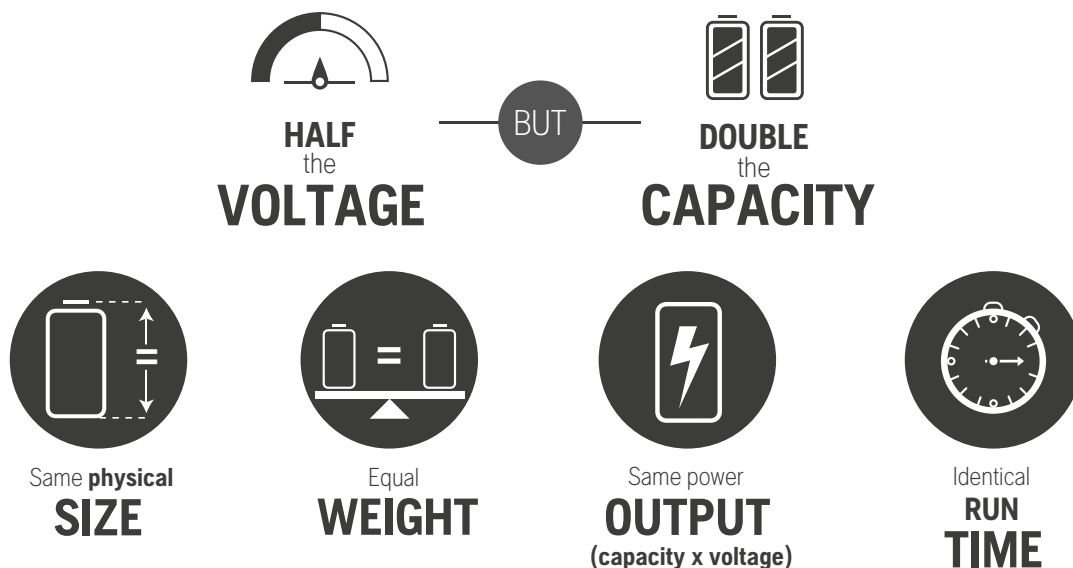 HALF
the
VOLTAGE
BUT
DOUBLE
the
CAPACITY
Same physical
SIZE
Equal
WEIGHT
Same power
OUTPUT
(capacity x voltage)
Identical
RUN
TIME